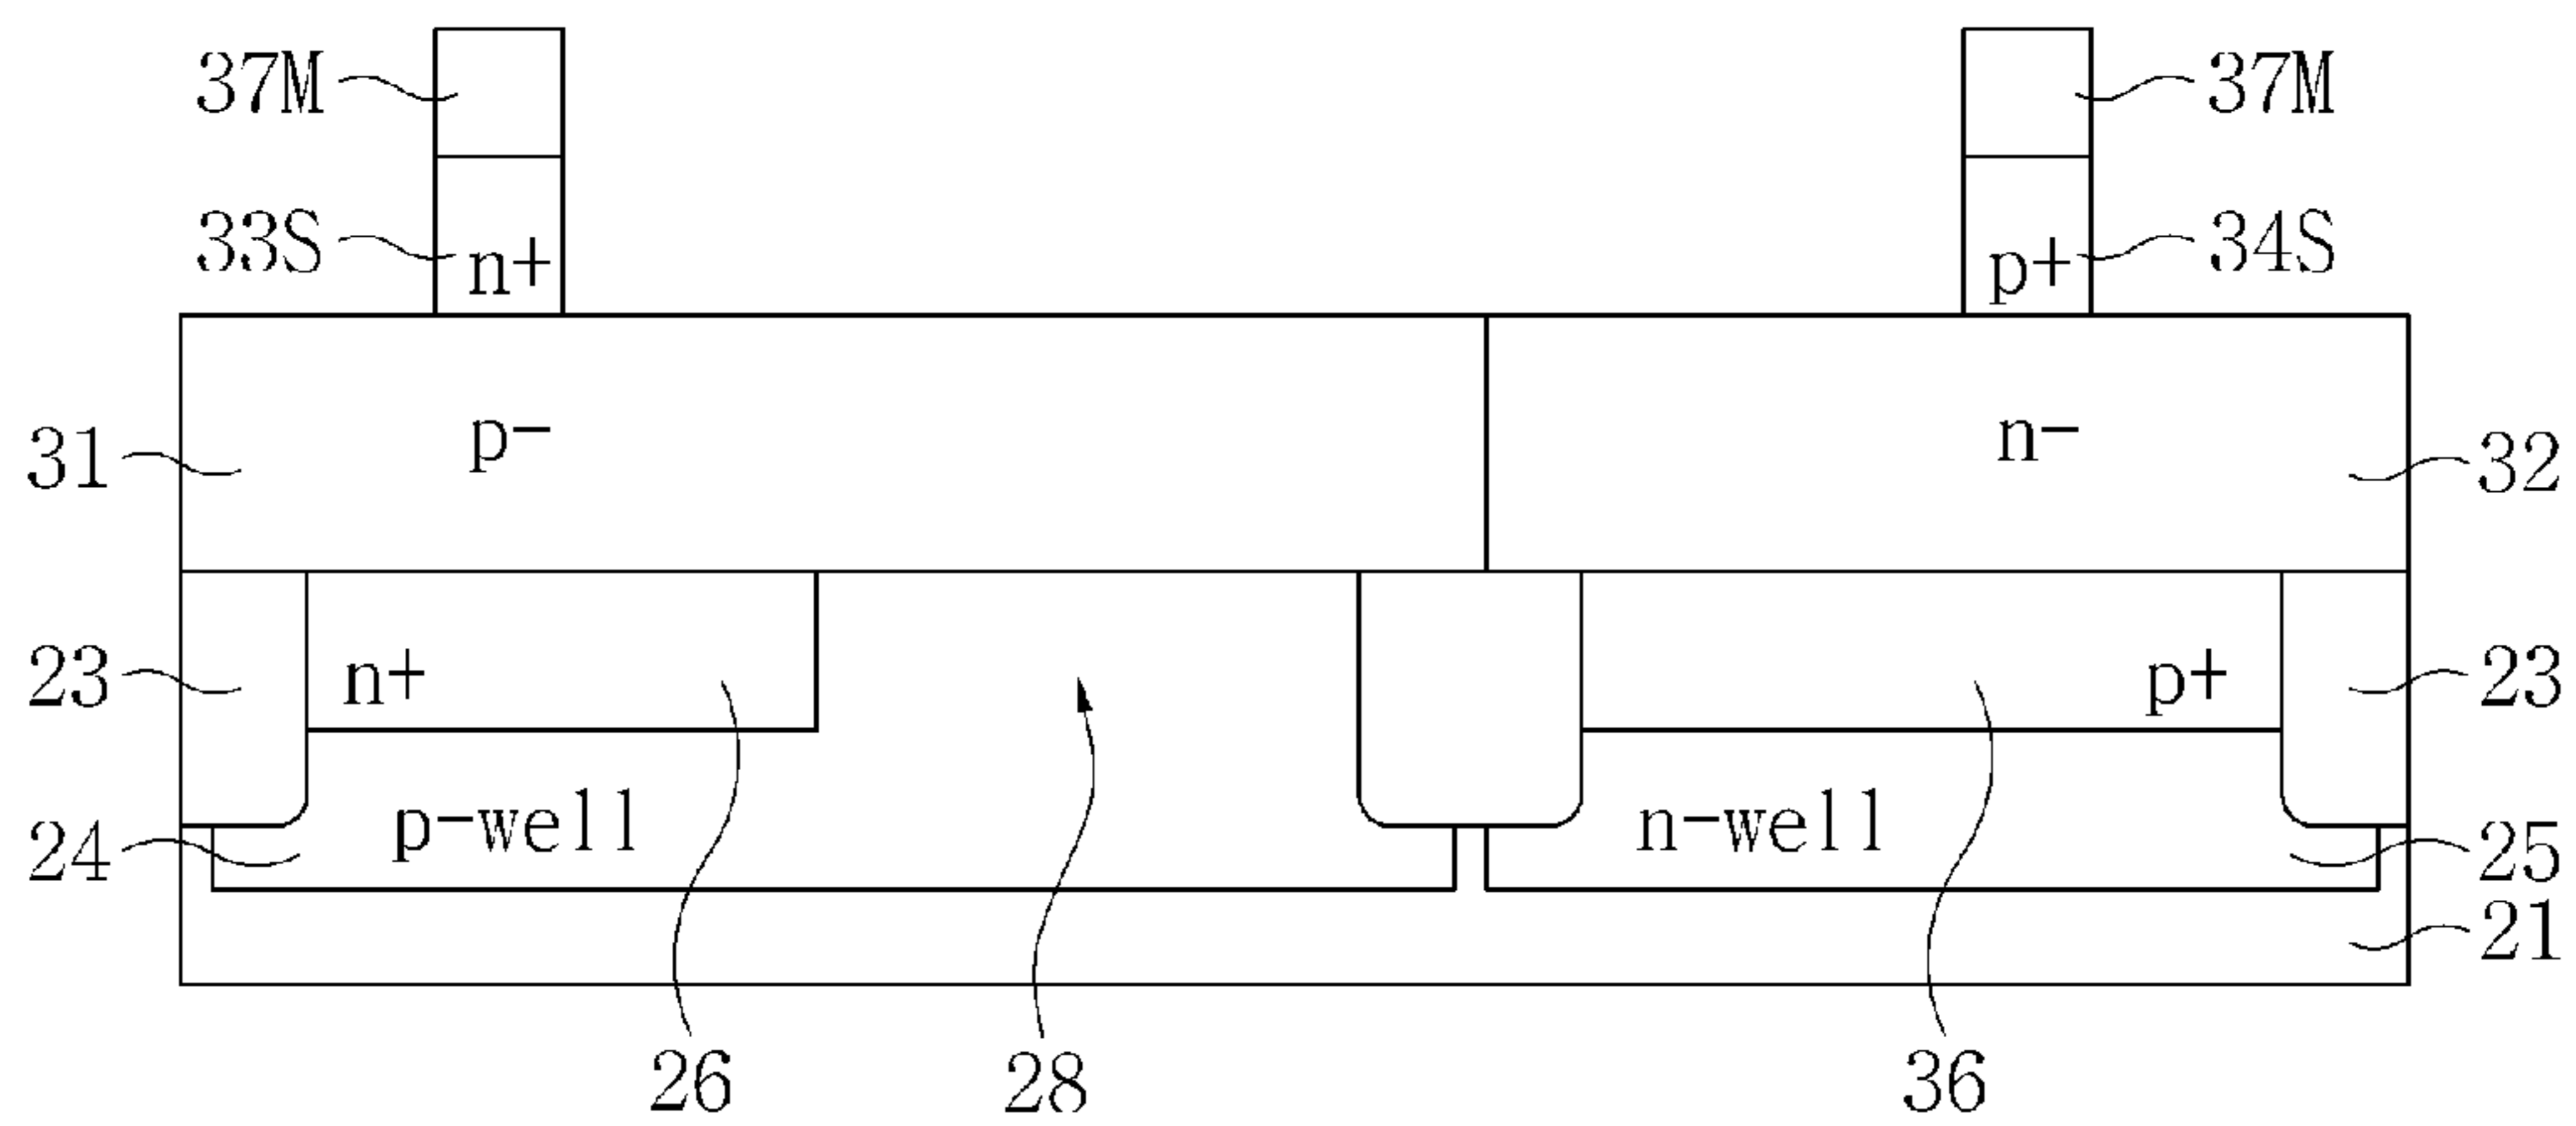 37M 37M
33S n+ p+ 34S
31 p- n- 32
23 n+ p+ 23
24 p-well n-well 25
21
26 28 36